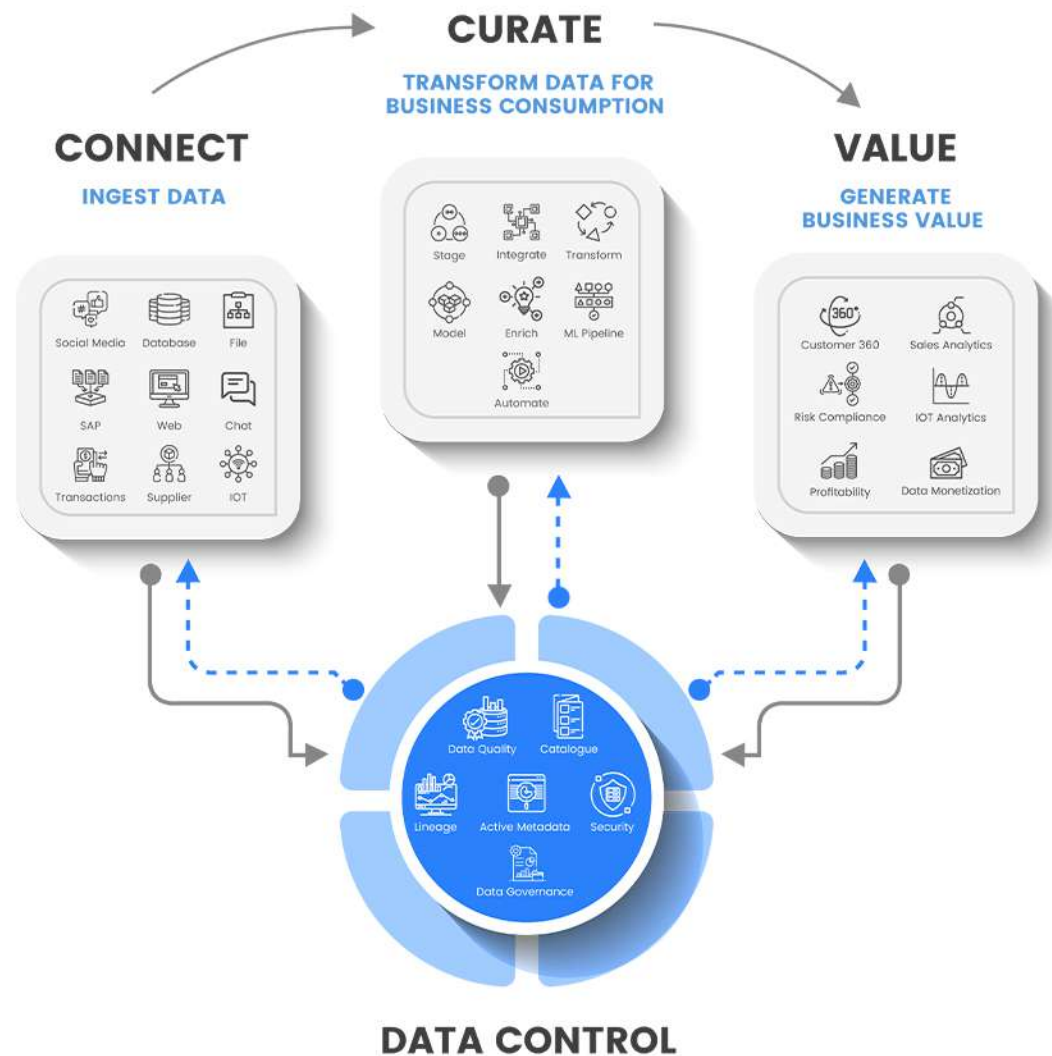 CURATE
TRANSFORM DATA FOR
BUSINESS CONSUMPTION
CONNECT
INGEST DATA
VALUE
GENERATE
BUSINESS VALUE
Stage
Integrate
Transform
Model
Enrich
ML Pipeline
Automate
Social Media
Database
File
SAP
Web
Chat
Transactions
Supplier
IOT
360°
Customer 360
Sales Analytics
Risk Compliance
IOT Analytics
Profitability
Data Monetization
Data Quality
Catalogue
Lineage
Active Metadata
Security
Data Governance
DATA CONTROL